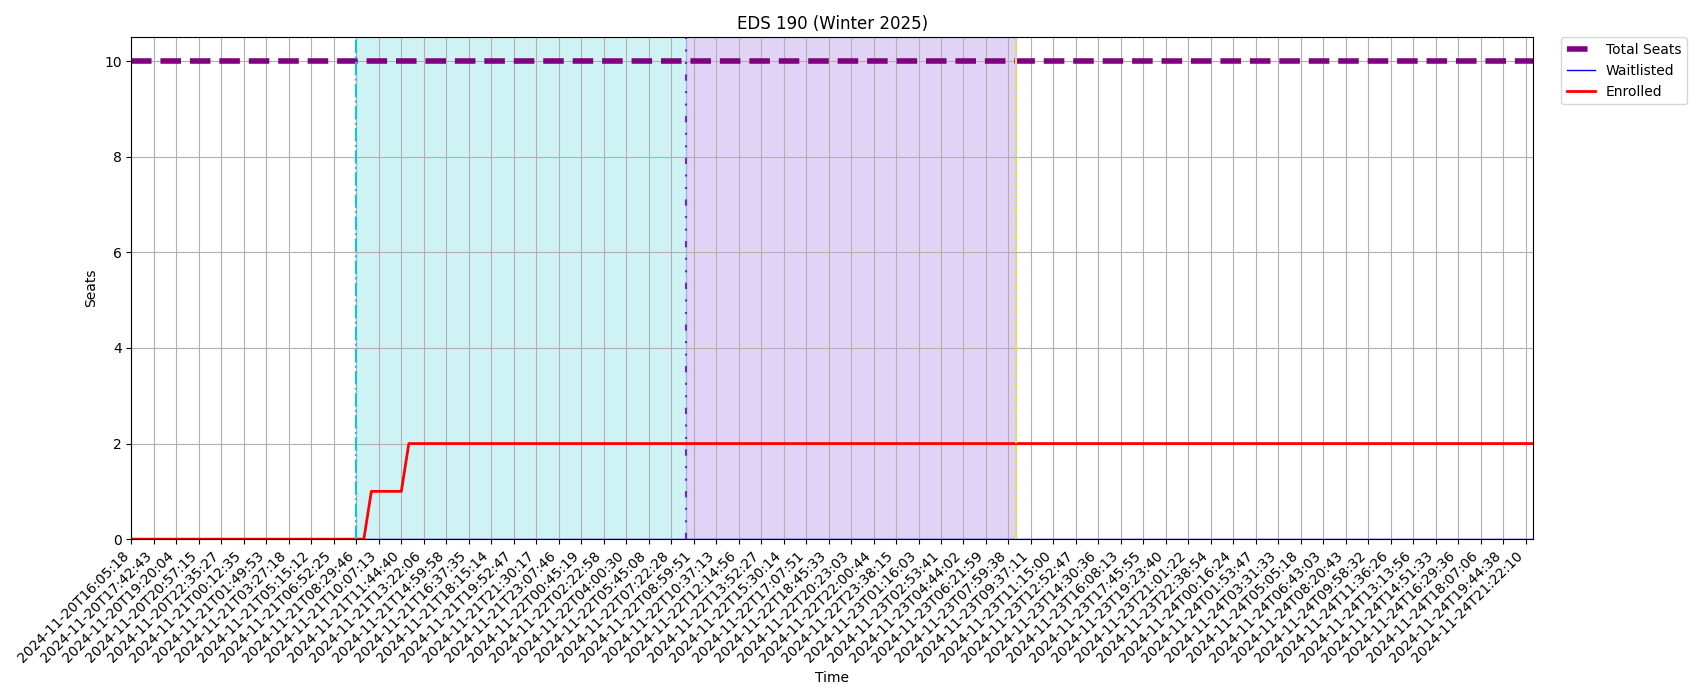 EDS 190 (Winter 2025)
Total Seats
Waitlisted
Enrolled
Seats
10
8
6
4
2
0
2024-11-20T16:05:18
2024-11-20T17:42:43
2024-11-20T19:20:04
2024-11-20T20:57:15
2024-11-20T22:35:27
2024-11-21T00:12:35
2024-11-21T01:49:53
2024-11-21T03:27:18
2024-11-21T05:15:12
2024-11-21T06:52:25
2024-11-21T08:29:46
2024-11-21T10:07:13
2024-11-21T11:44:40
2024-11-21T13:22:06
2024-11-21T14:59:58
2024-11-21T16:37:35
2024-11-21T18:15:14
2024-11-21T19:52:47
2024-11-21T21:30:17
2024-11-21T23:07:46
2024-11-22T00:45:19
2024-11-22T02:22:58
2024-11-22T04:00:30
2024-11-22T05:45:08
2024-11-22T07:22:28
2024-11-22T08:59:51
2024-11-22T10:37:13
2024-11-22T12:14:56
2024-11-22T13:52:27
2024-11-22T15:30:14
2024-11-22T17:07:51
2024-11-22T18:45:33
2024-11-22T20:23:03
2024-11-22T22:00:44
2024-11-22T23:38:15
2024-11-23T01:16:03
2024-11-23T02:53:41
2024-11-23T04:44:02
2024-11-23T06:21:59
2024-11-23T07:59:38
2024-11-23T09:37:11
2024-11-23T11:15:00
2024-11-23T12:52:47
2024-11-23T14:30:36
2024-11-23T16:08:13
2024-11-23T17:45:55
2024-11-23T19:23:40
2024-11-23T21:01:22
2024-11-23T22:38:54
2024-11-24T00:16:24
2024-11-24T01:53:47
2024-11-24T03:31:33
2024-11-24T05:05:18
2024-11-24T06:43:03
2024-11-24T08:20:43
2024-11-24T09:58:32
2024-11-24T11:36:26
2024-11-24T13:13:56
2024-11-24T14:51:33
2024-11-24T16:29:36
2024-11-24T18:07:06
2024-11-24T19:44:38
2024-11-24T21:22:10
Time